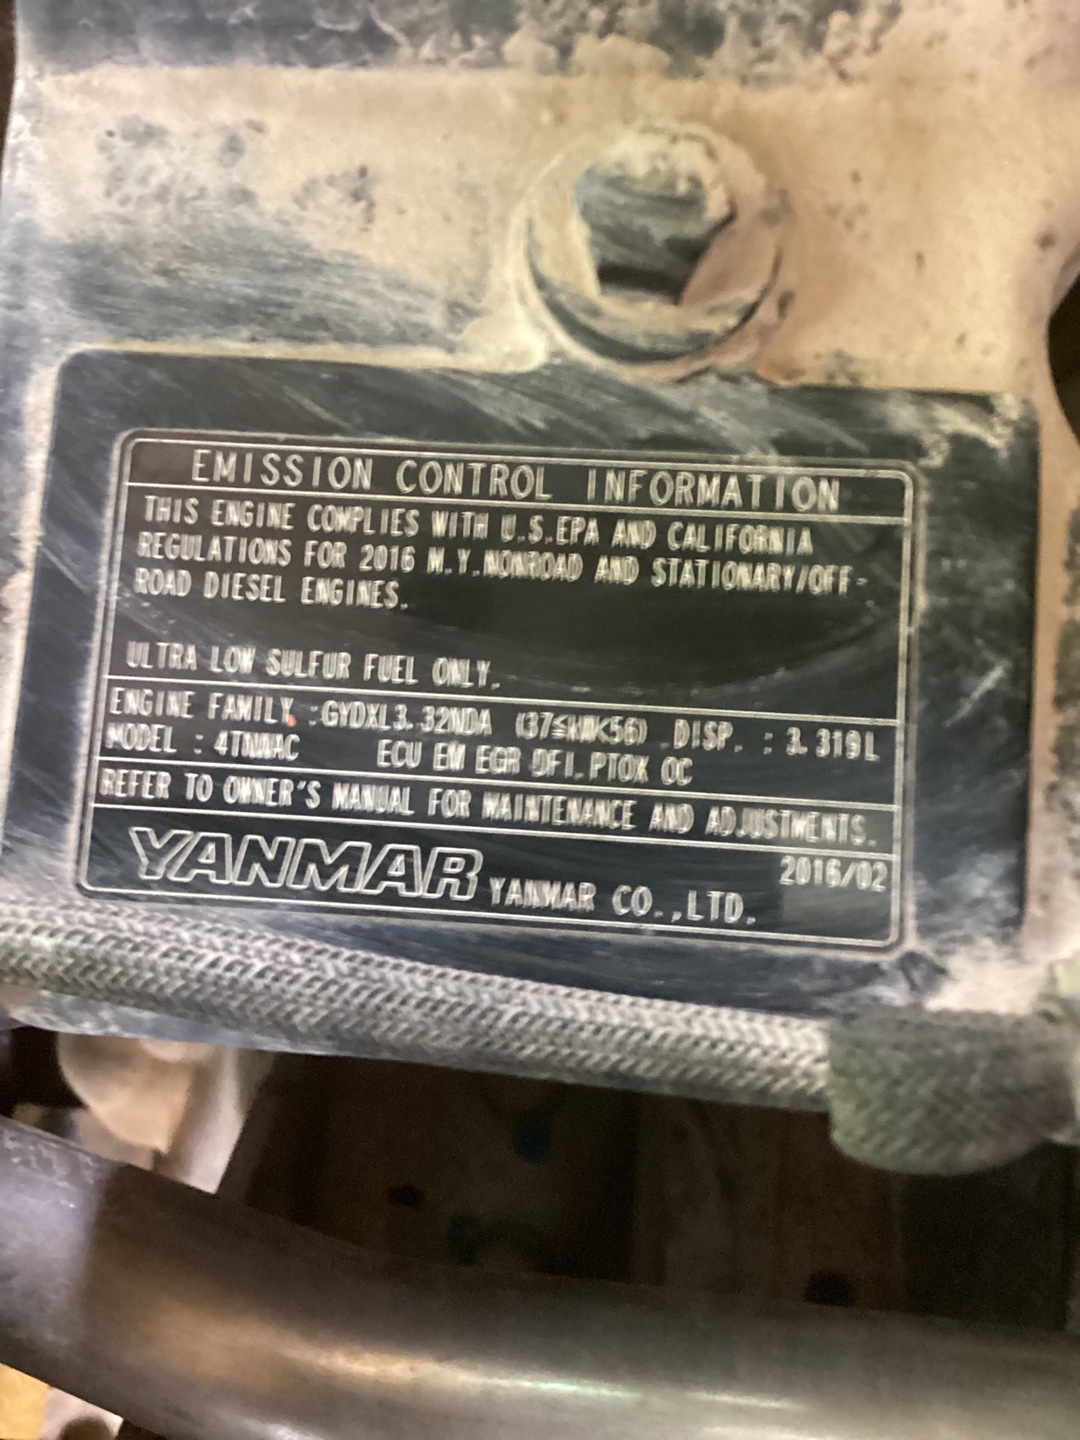 EMISSION CONTROL INFORMATION
THIS ENGINE COMPLIES WITH U.S.EPA AND CALIFORNIA
REGULATIONS FOR 2016 M.Y.NONROAD AND STATIONARY/OFF-
ROAD DIESEL ENGINES.
ULTRA LOW SULFUR FUEL ONLY.
ENGINE FAMILY :GYDXL3.32NDA (37≤kW<56) DISP. : 3.319L
MODEL : ECU EM EGR DFI.PTOX OC
REFER TO OWNER'S MANUAL FOR MAINTENANCE AND ADJUSTMENTS.
2016/02
YANMAR YANMAR CO.,LTD.